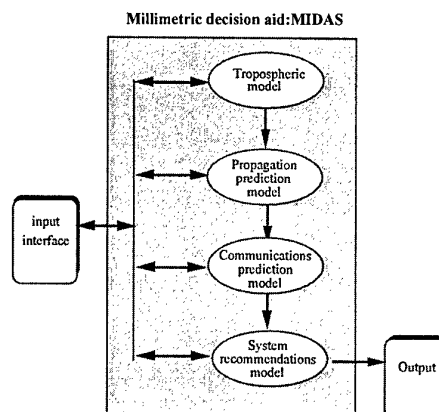 Millimetric decision aid:MIDAS
Tropospheric
model
Propagation
prediction
model
input
interface
Communications
prediction
model
System
recommendations
model
Output